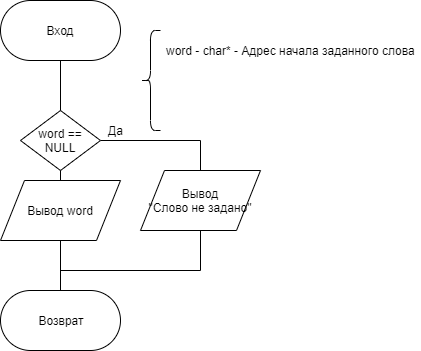 Вход
word - char* - Адрес начала заданного слова
word ==
NULL
Да
Вывод word
Вывод
"Слово не задано"
Возврат